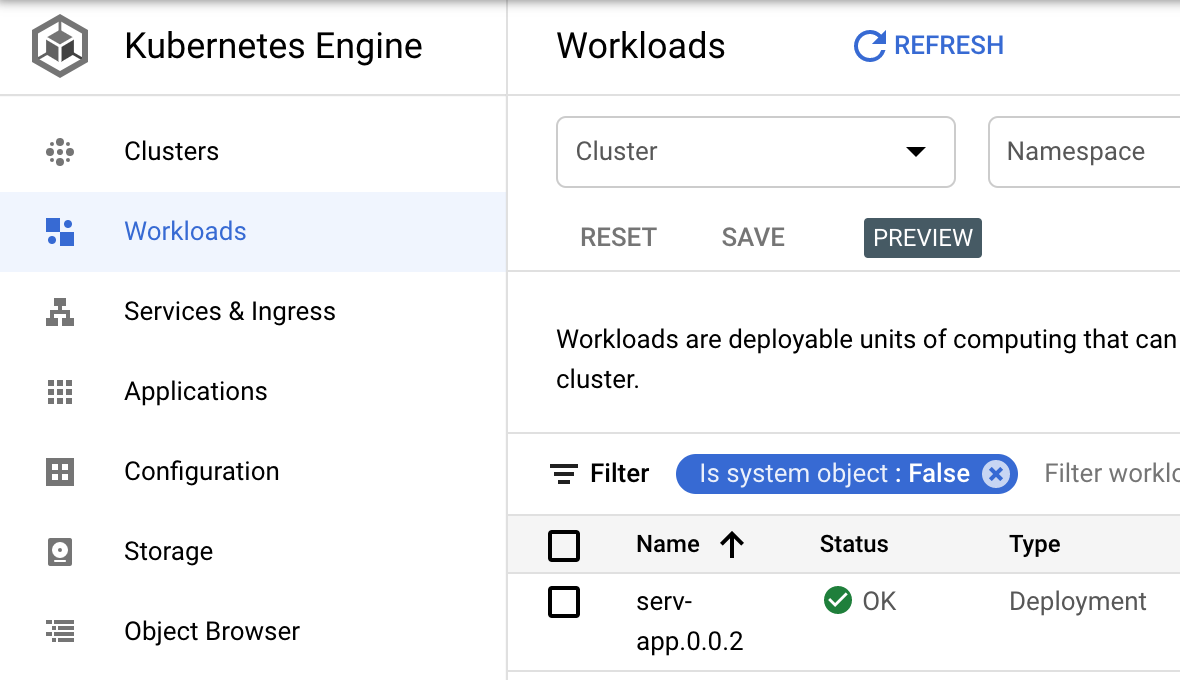 Kubernetes Engine
Workloads
REFRESH
Clusters
Workloads
Services & Ingress
Applications
Configuration
Storage
Object Browser
Cluster
Namespace
RESET
SAVE
PREVIEW
Workloads are deployable units of computing that can
cluster.
Filter
Is system object : False
Filter
Name
Status
Type
serv-
app.0.0.2
OK
Deployment